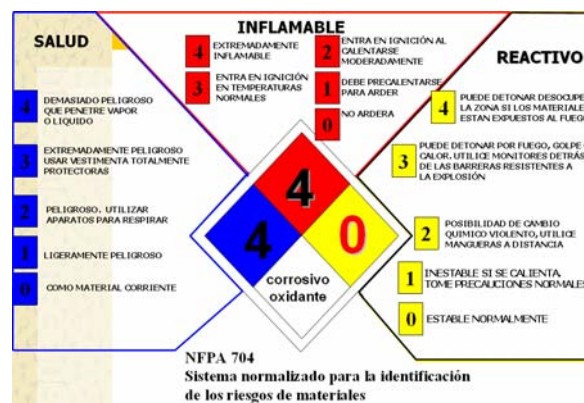 INFLAMABLE
SALUD
REACTIVO
4 EXTREMADAMENTE
INFLAMABLE
3 ENTRA EN IGNICIÓN
EN TEMPERATURAS
NORMALES
2 ENTRA EN IGNICIÓN AL
CALENTARSE
MODERADAMENTE
1 DEBE PRECALENTARSE
PARA ARDER
0 NO ARDERA
4 DEMASIADO PELIGROSO
QUE PENETRE VAPOR
O LIQUIDO
3 EXTREMADAMENTE PELIGROSO
USAR VESTIMENTA TOTALMENTE
PROTECTORAS
2 PELIGROSO. UTILIZAR
APARATOS PARA RESPIRAR
1 LIGERAMENTE PELIGROSO
0 COMO MATERIAL CORRIENTE
4 PUEDE DETONAR DESOCUPE
LA ZONA SI LOS MATERIALE
ESTAN EXPUESTOS AL FUEG
3 PUEDE DETONAR POR FUEGO, GOLPE
CALOR, UTILICE MONITORES DETRÁS
DE LAS BARRERAS RESISTENTES A
LA EXPLOSIÓN
2 POSIBILIDAD DE CAMBIO
QUIMICO VIOLENTO, UTILICE
MANGUERAS A DISTANCIA
1 INESTABLE SI SE CALIENTA.
TOME PRECAUCIONES NORMALE
0 ESTABLE NORMALMENTE
4
4
0
corrosivo
oxidante
NFPA 704
Sistema normalizado para la identificación
de los riesgos de materiales